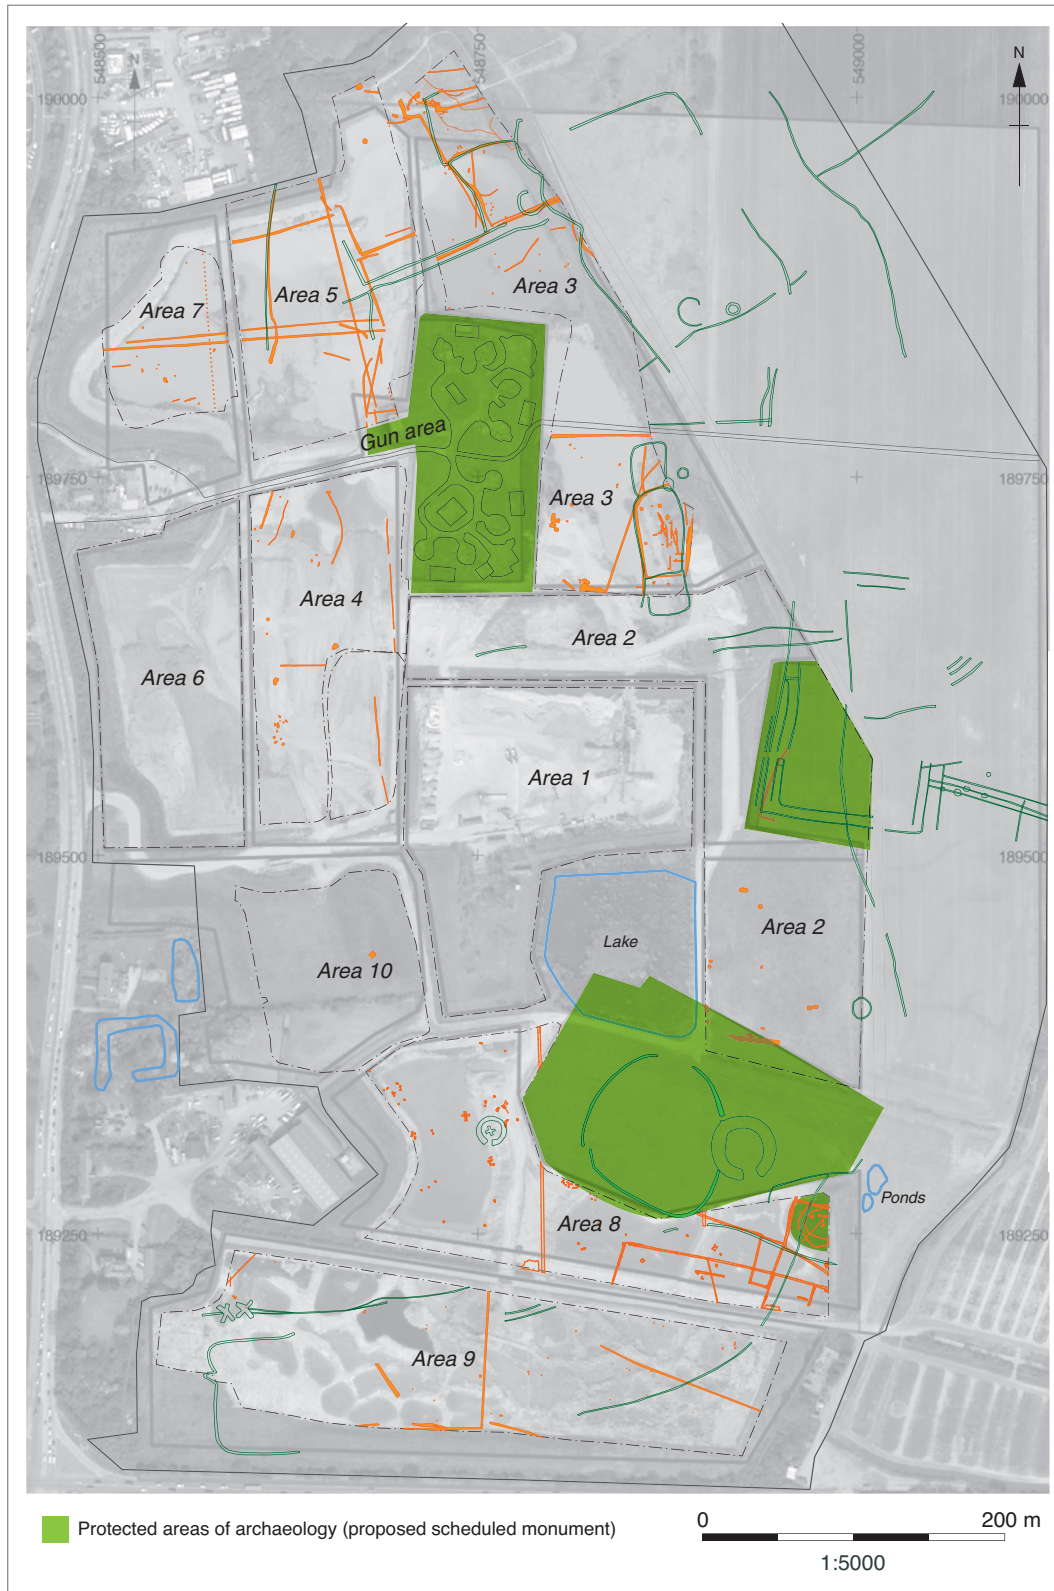 548500
548750
549000
N
N
190000
190000
Area 3
Area 7
Area 5
Gun area
189750
189750
Area 3
Area 4
Area 2
Area 6
Area 1
189500
189500
Area 2
Lake
Area 10
Ponds
Area 8
189250
189250
Area 9
Protected areas of archaeology (proposed scheduled monument)
0 200 m
1:5000